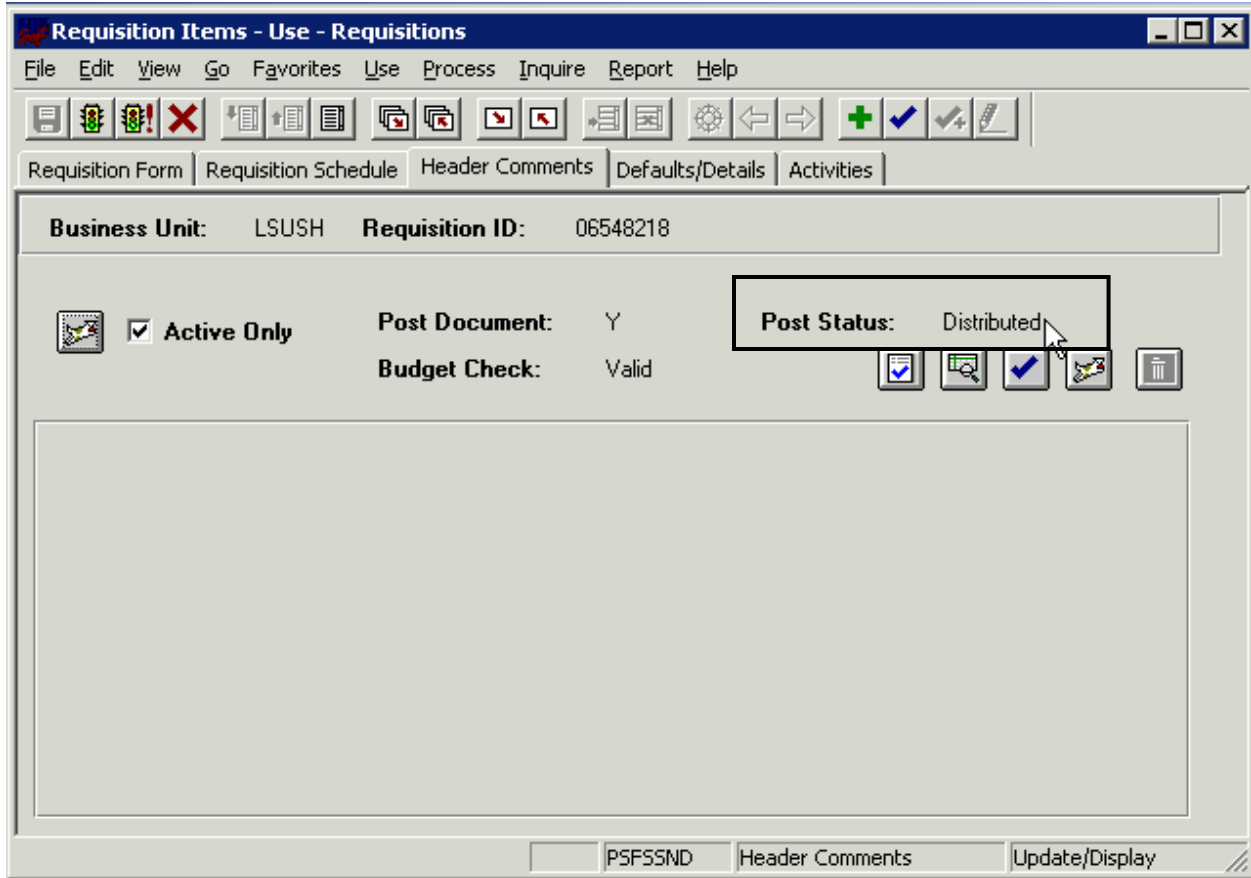 Requisition Items - Use - Requisitions
File Edit View Go Favorites Use Process Inquire Report Help
Requisition Form Requisition Schedule Header Comments Defaults/Details Activities
Business Unit: LSUSH Requisition ID: 06548218
Active Only Post Document: Y Post Status: Distributed
Budget Check: Valid
PSFSSND Header Comments Update/Display